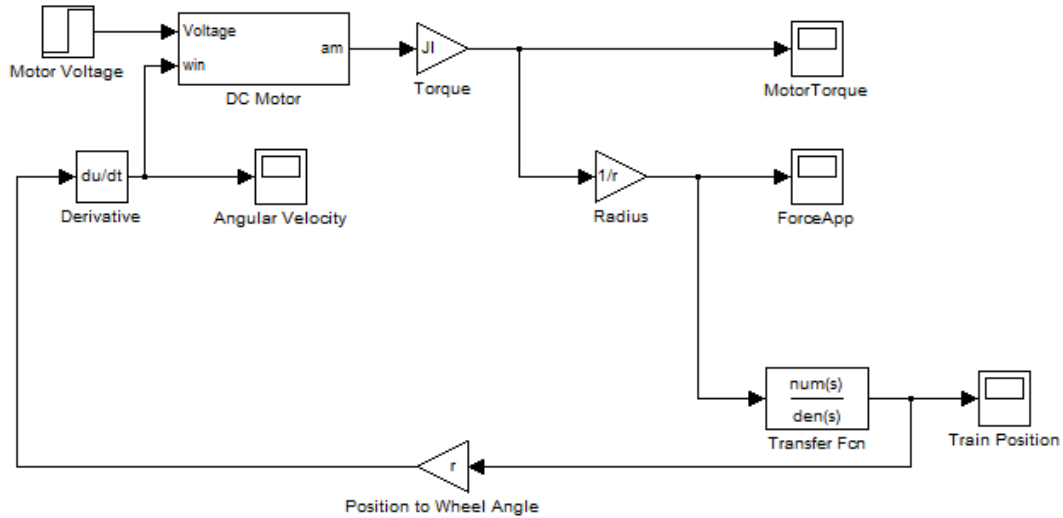 Voltage
win
am
JI
Motor Voltage
DC Motor
Torque
MotorTorque
du/dt
1/r
Derivative
Angular Velocity
Radius
ForceApp
num(s)
den(s)
Transfer Fcn
Train Position
r
Position to Wheel Angle